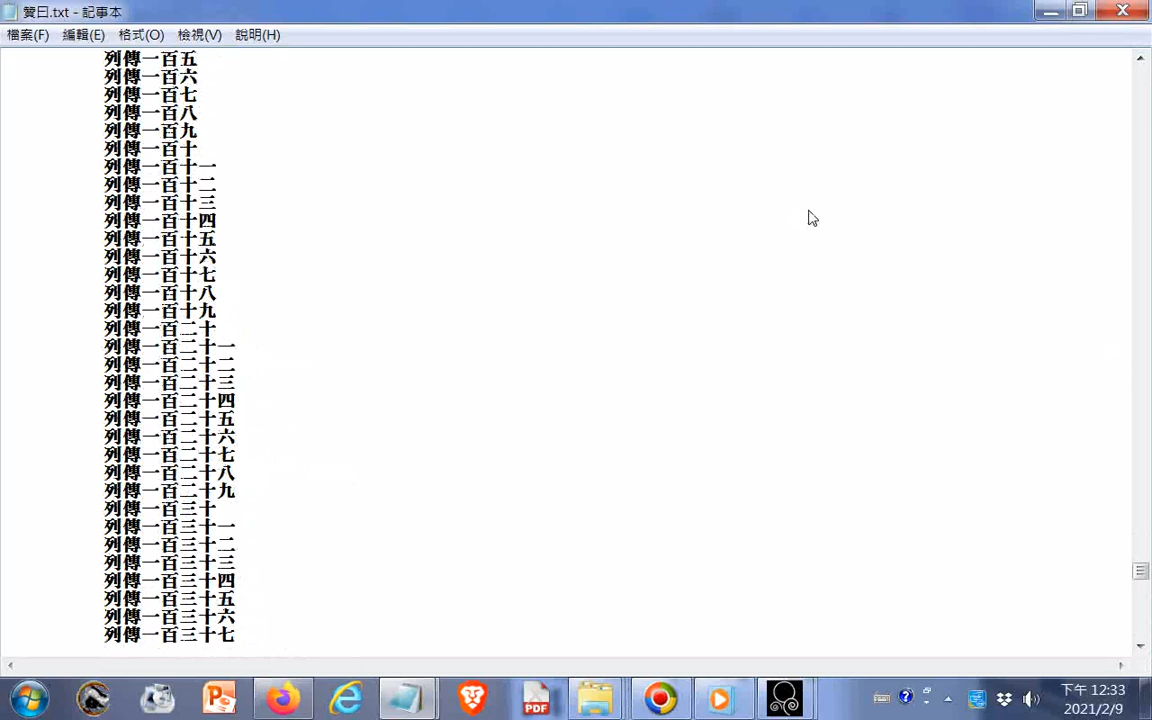 贊曰.txt - 記事本
檔案(F) 編輯(E) 格式(O) 檢視(V) 說明(H)
列傳一百五
列傳一百六
列傳一百七
列傳一百八
列傳一百九
列傳一百十
列傳一百十一
列傳一百十二
列傳一百十三
列傳一百十四
列傳一百十五
列傳一百十六
列傳一百十七
列傳一百十八
列傳一百十九
列傳一百二十
列傳一百二十一
列傳一百二十二
列傳一百二十三
列傳一百二十四
列傳一百二十五
列傳一百二十六
列傳一百二十七
列傳一百二十八
列傳一百二十九
列傳一百三十
列傳一百三十一
列傳一百三十二
列傳一百三十三
列傳一百三十四
列傳一百三十五
列傳一百三十六
列傳一百三十七
PDF
下午 12:33
2021/2/9